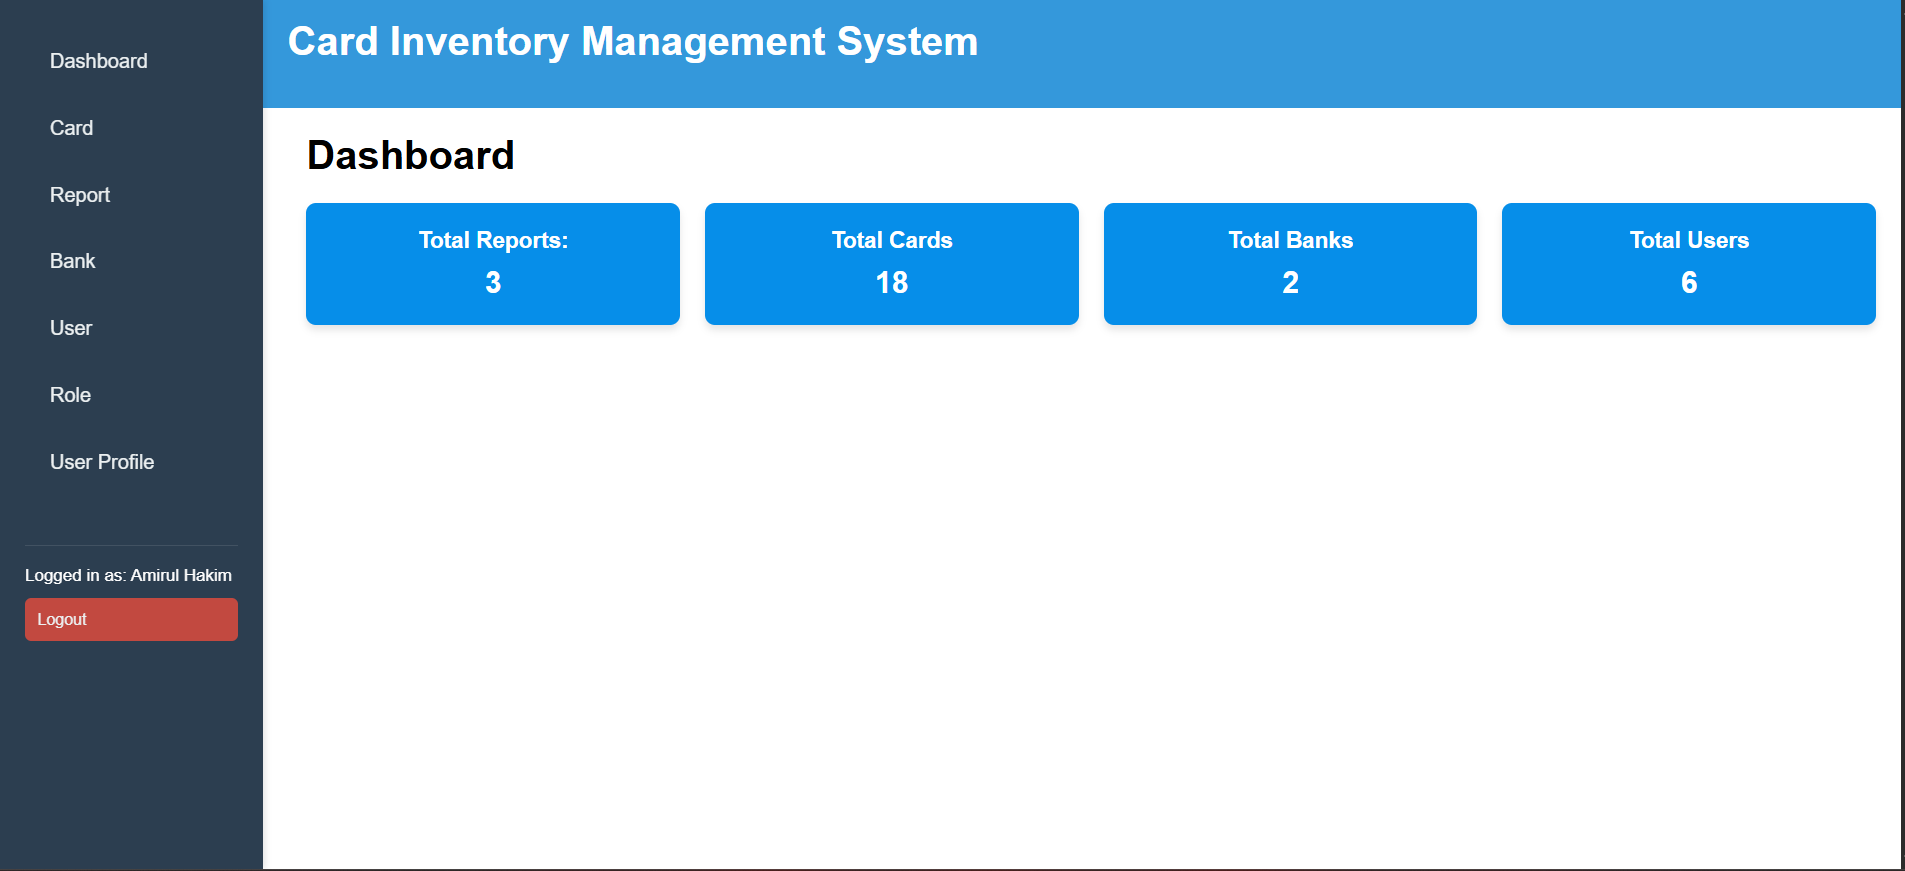 Dashboard
Card
Report
Bank
User
Role
User Profile
Logged in as: Amirul Hakim
Logout
Card Inventory Management System
Dashboard
Total Reports:
3
Total Cards
18
Total Banks
2
Total Users
6